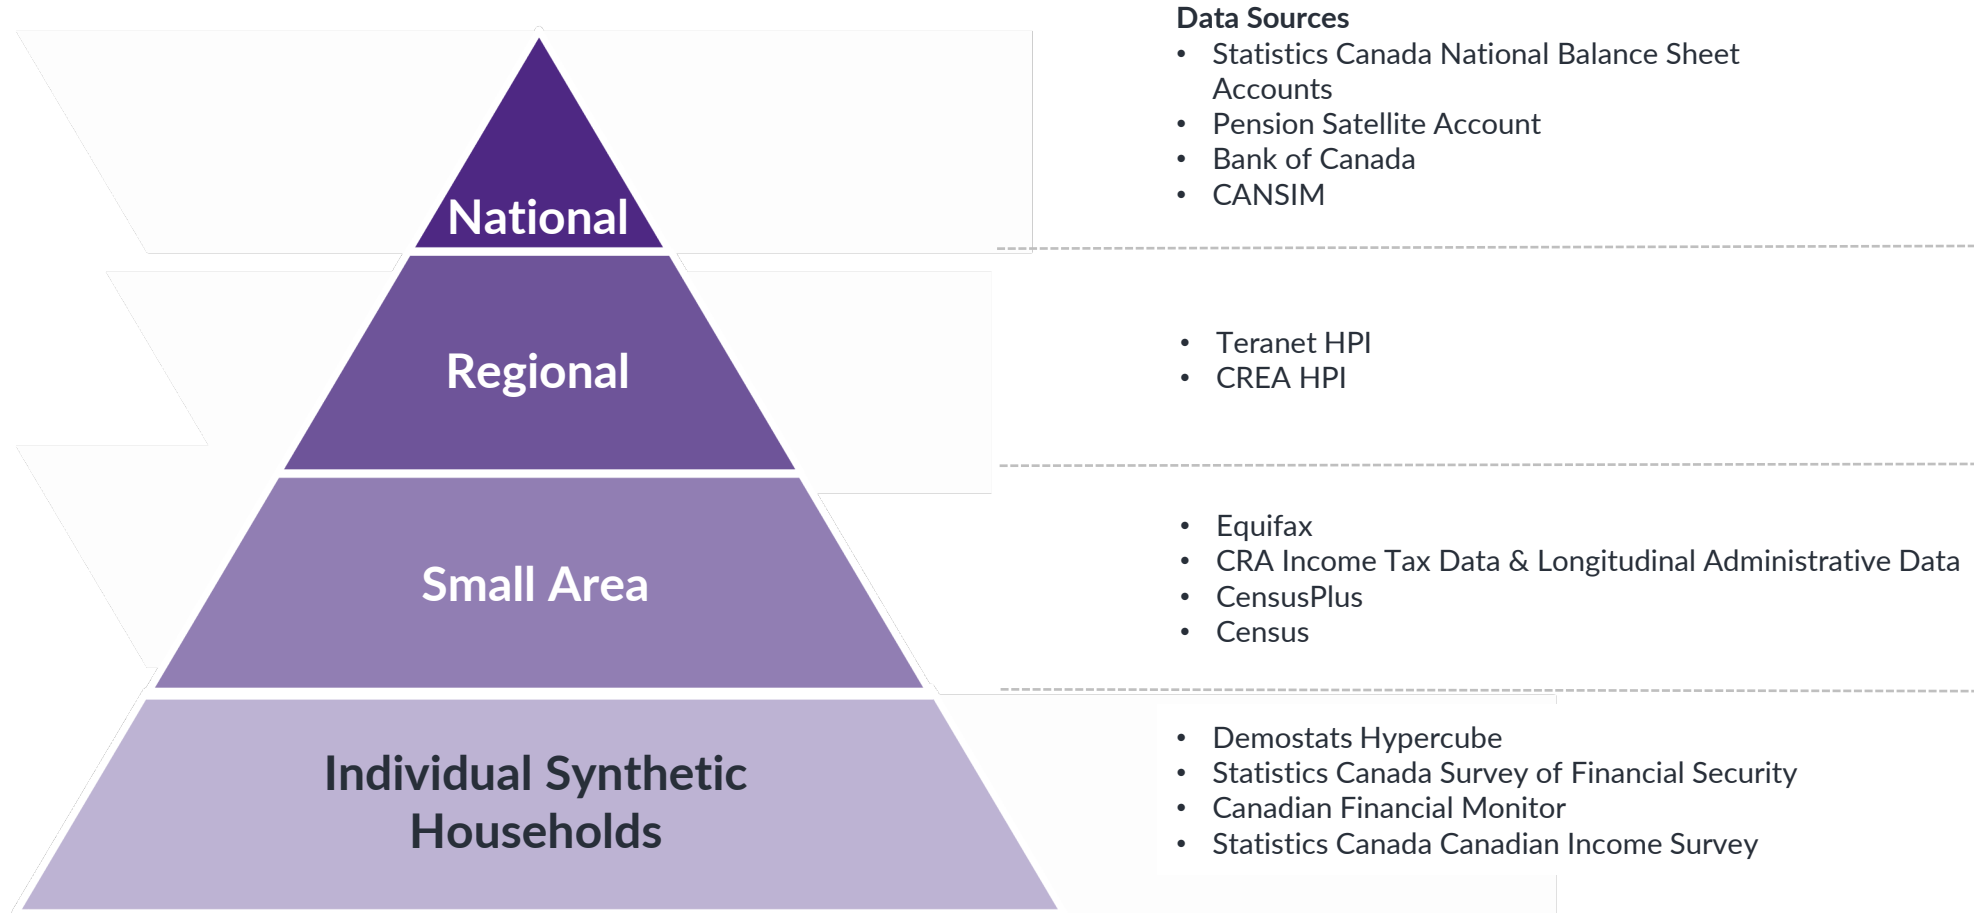 Data Sources
• Statistics Canada National Balance Sheet
Accounts
• Pension Satellite Account
• Bank of Canada
• CANSIM
National
• Teranet HPI
• CREA HPI
Regional
• Equifax
• CRA Income Tax Data & Longitudinal Administrative Data
• CensusPlus
• Census
Small Area
• Demostats Hypercube
• Statistics Canada Survey of Financial Security
• Canadian Financial Monitor
• Statistics Canada Canadian Income Survey
Individual Synthetic
Households